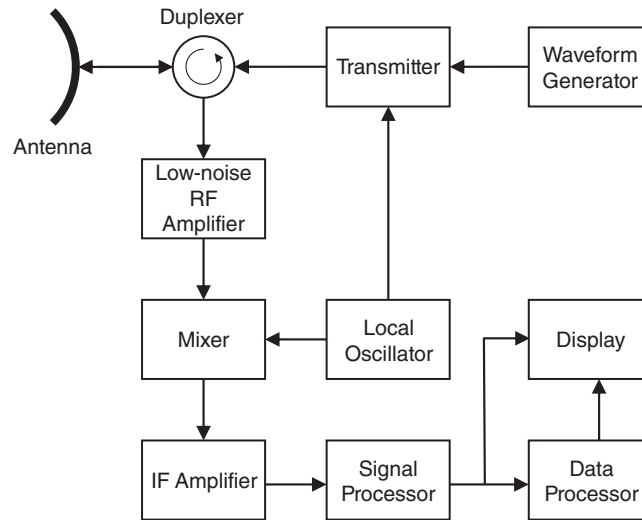 Duplexer
Antenna
Transmitter
Waveform
Generator
Low-noise
RF
Amplifier
Mixer
Local
Oscillator
Display
IF Amplifier
Signal
Processor
Data
Processor